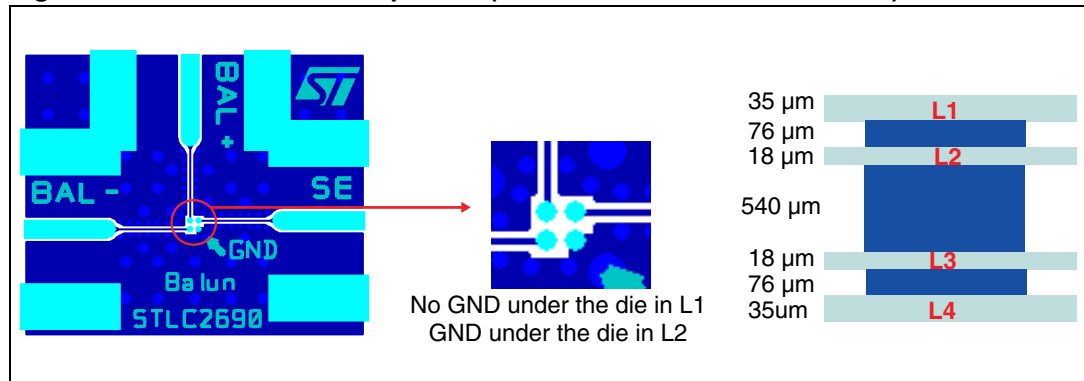 BAL +
ST
BAL -
SE
GND
Balun
STLC2690
No GND under the die in L1
GND under the die in L2
35 µm
L1
76 µm
18 µm
L2
540 µm
18 µm
L3
76 µm
35um
L4